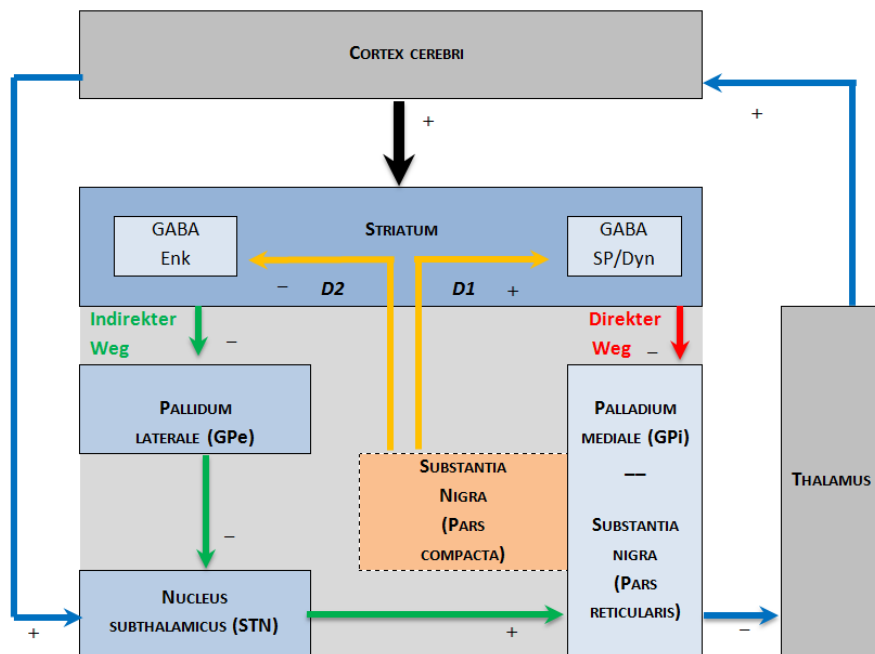 CORTEX CEREBRI
+
+
GABA
Enk
STRIATUM
GABA
SP/Dyn
– D2
D1 +
Indirekter
Weg
–
Direkter
Weg
–
PALLIDUM
LATERALE (GPe)
PALLADIUM
MEDIALE (GPi)
—
SUBSTANTIA
NIGRA
(PARS
RETICULARIS)
SUBSTANTIA
NIGRA
(PARS
COMPACTA)
THALAMUS
–
NUCLEUS
SUBTHALAMICUS (STN)
+
+
–